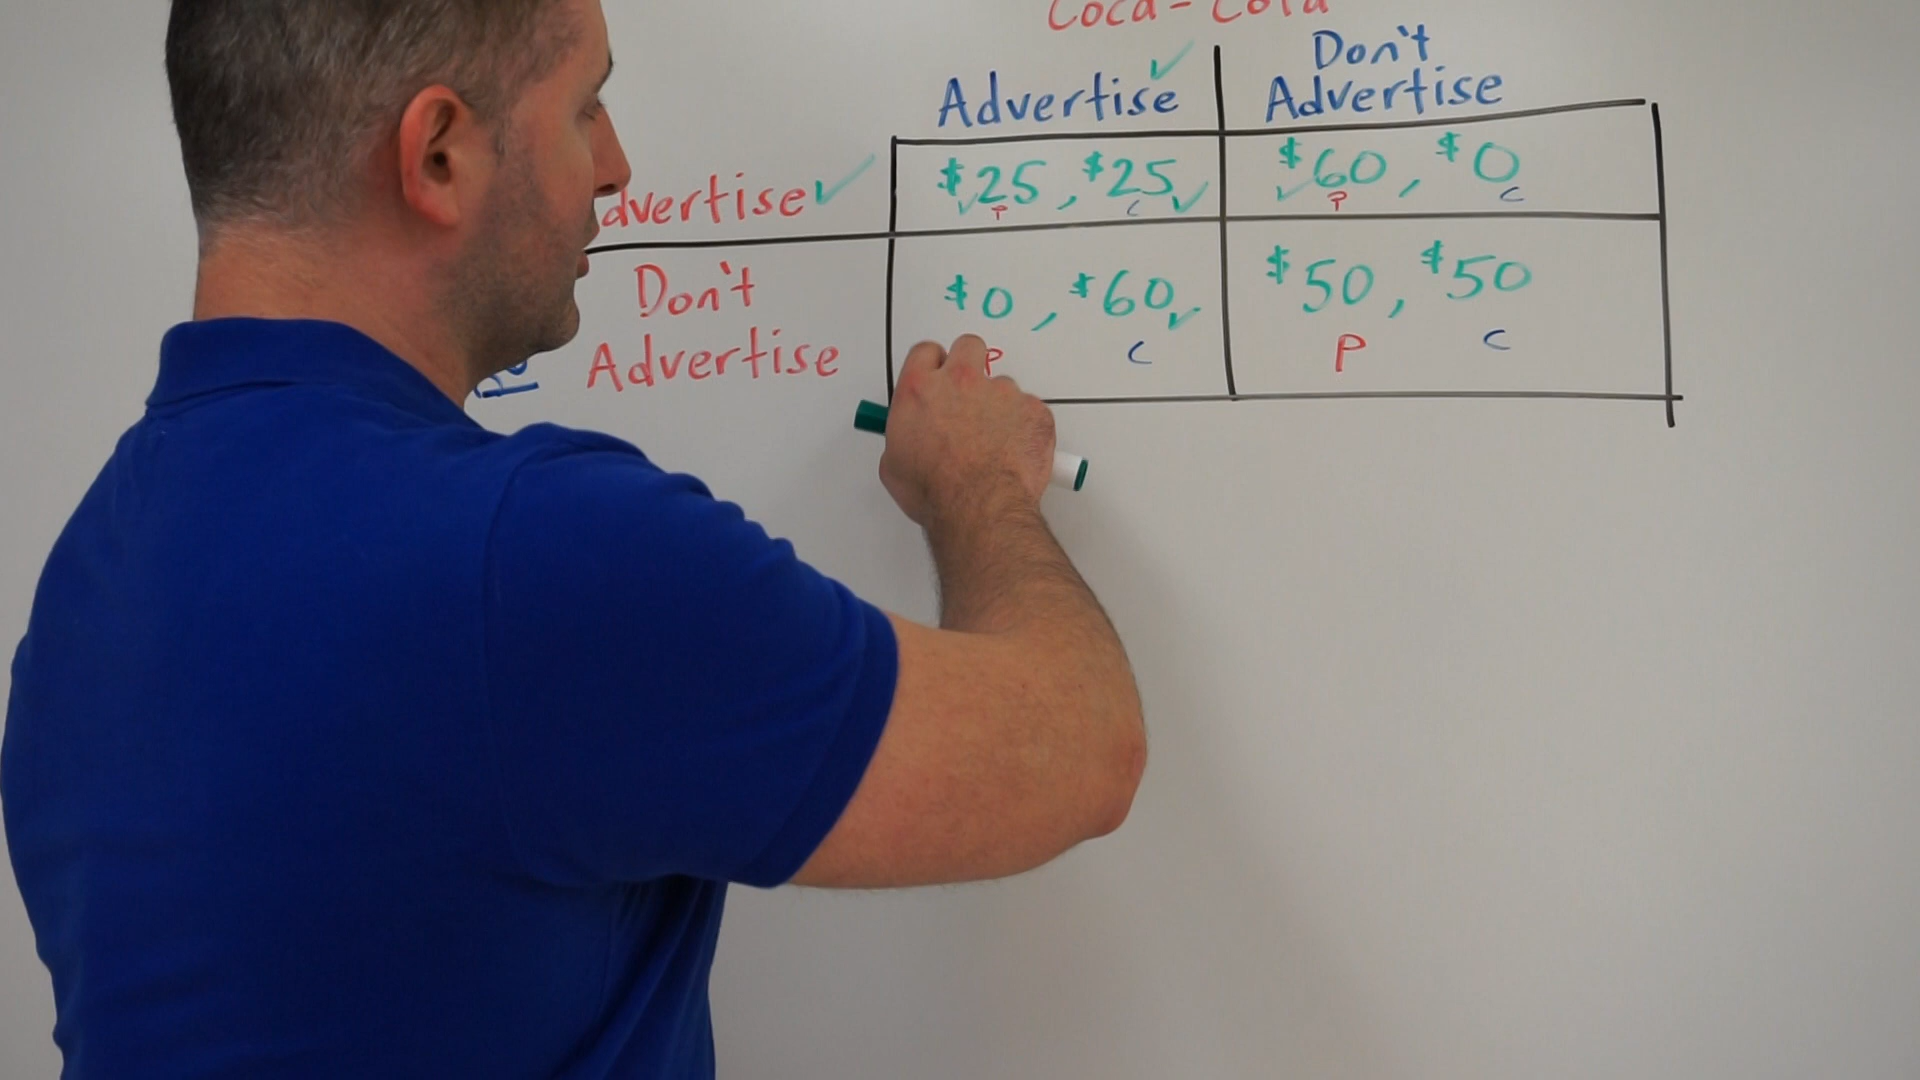 Coca-Cola
Advertise ✓
Don't
Advertise
dvertise ✓
$25, $25 ✓
✓ P C
$60, $0
✓ P C
Don't
Advertise
$0, $60 ✓
P C
$50, $50
P C